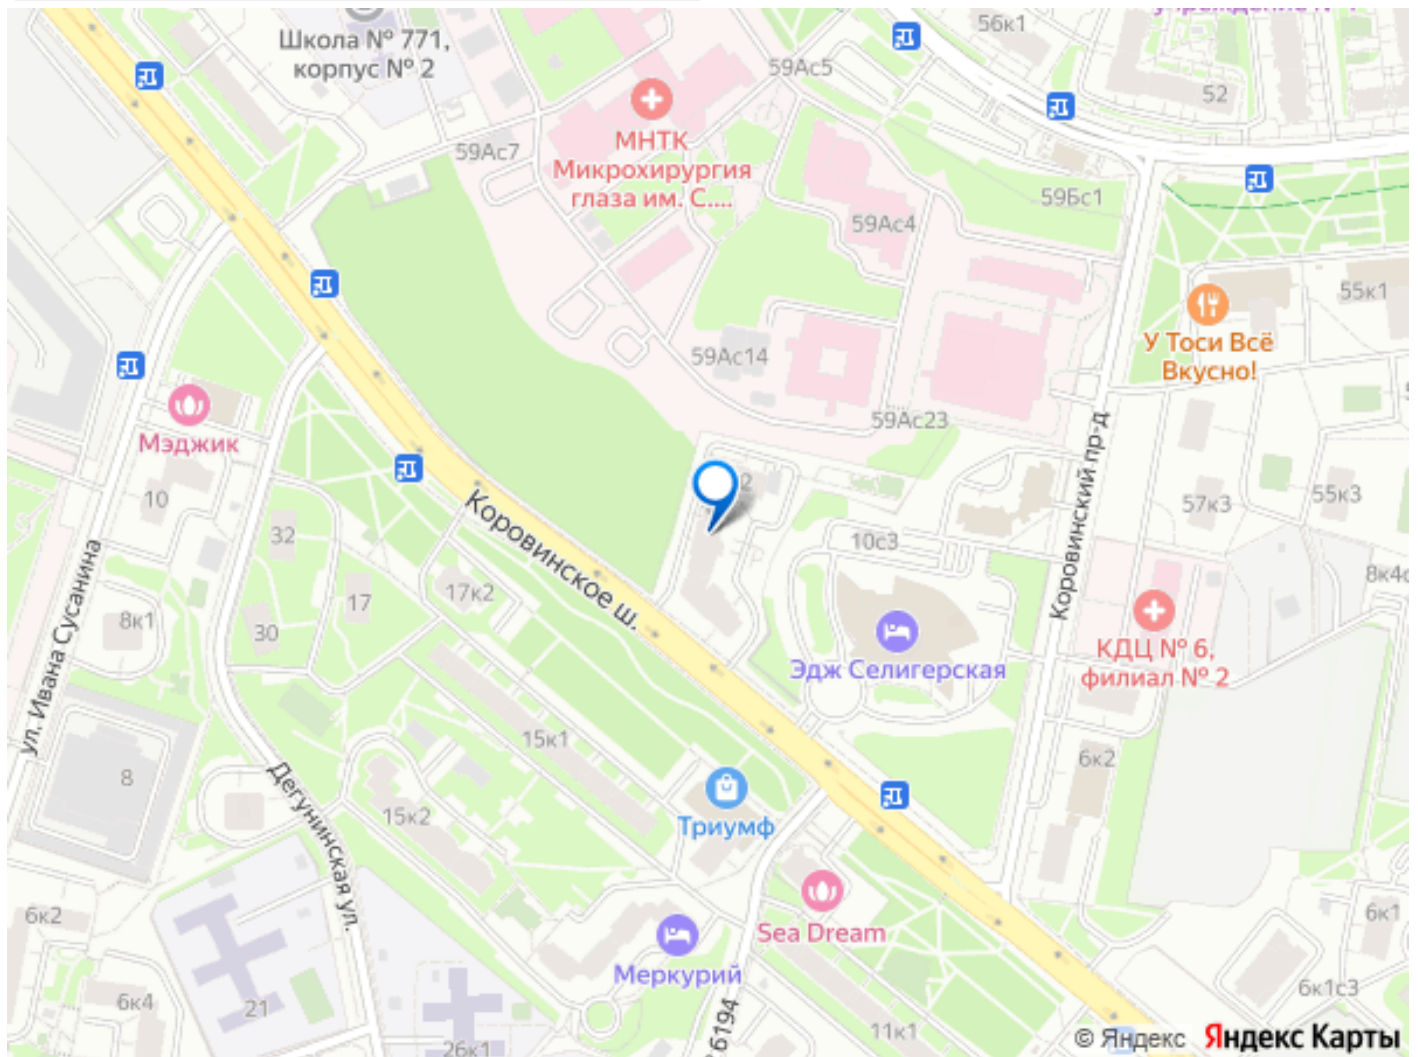 56к1
Школа № 771,
корпус № 2
59Ас5
52
МНТК
Микрохирургия
глаза им. С....
59Ас7
59Бс1
59Ас4
55к1
У Тоси Всё
Вкусно!
59Ас14
59Ас23
Мэджик
10
57к3
55к3
Коровинский пр-д
Коровинское ш.
32
10с3
17к2
17
8к1
30
ул. Ивана Сусанина
КДЦ № 6,
филиал № 2
Эдж Селигерская
15к1
6к2
8
15к2
Дегунинская ул.
Триумф
6к2
6к1
Sea Dream
Меркурий
6к4
21
6к1с3
11к1
26к1
6194
© Яндекс Яндекс Карты